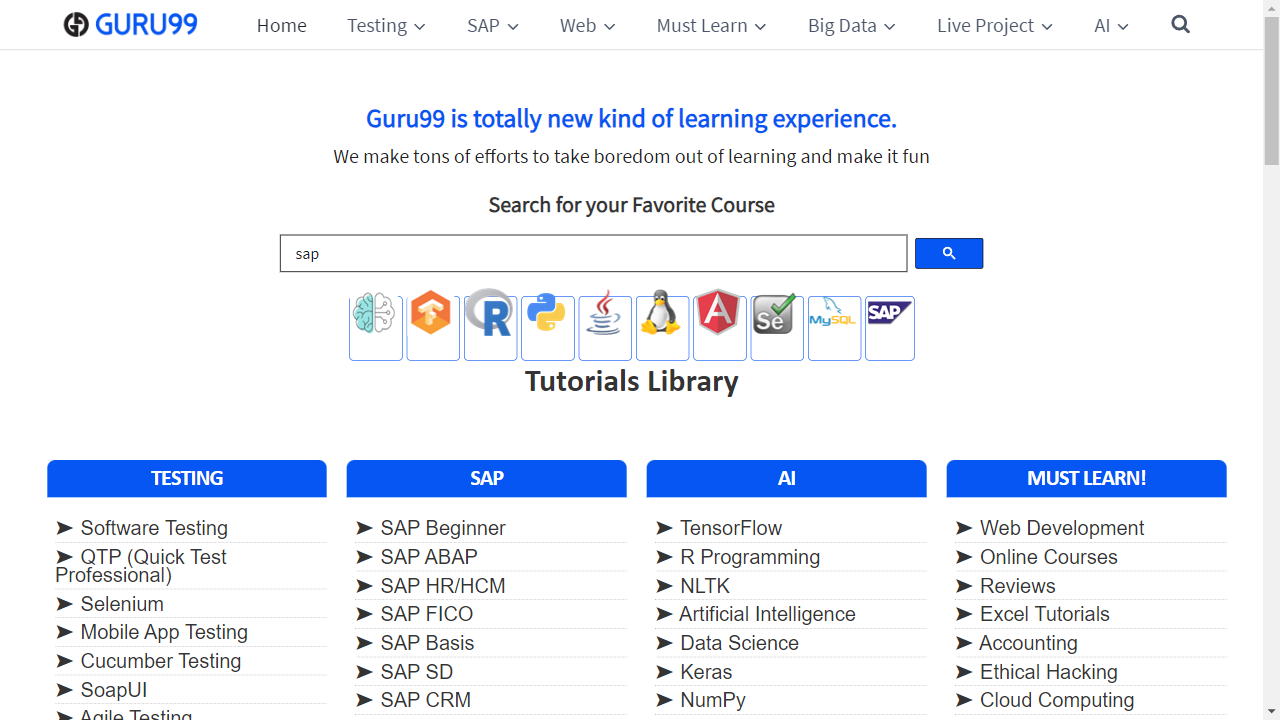 GURU99 Home Testing SAP Web Must Learn Big Data Live Project AI
Guru99 is totally new kind of learning experience.
We make tons of efforts to take boredom out of learning and make it fun
Search for your Favorite Course
sap
Se MySQL SAP
Tutorials Library
TESTING
➤ Software Testing
➤ QTP (Quick Test
Professional)
➤ Selenium
➤ Mobile App Testing
➤ Cucumber Testing
➤ SoapUI
➤ Agile Testing
SAP
➤ SAP Beginner
➤ SAP ABAP
➤ SAP HR/HCM
➤ SAP FICO
➤ SAP Basis
➤ SAP SD
➤ SAP CRM
AI
➤ TensorFlow
➤ R Programming
➤ NLTK
➤ Artificial Intelligence
➤ Data Science
➤ Keras
➤ NumPy
MUST LEARN!
➤ Web Development
➤ Online Courses
➤ Reviews
➤ Excel Tutorials
➤ Accounting
➤ Ethical Hacking
➤ Cloud Computing